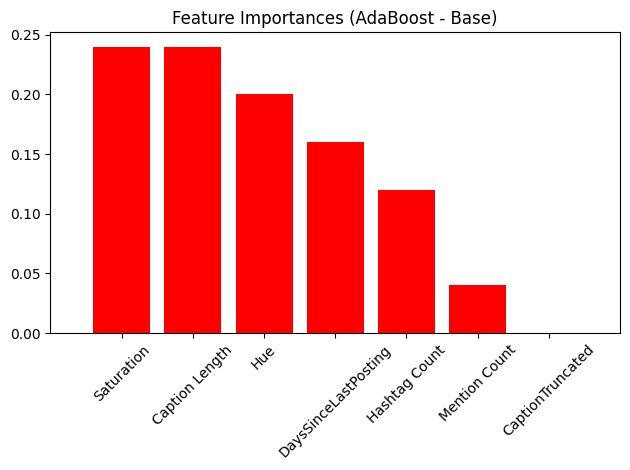 Feature Importances (AdaBoost - Base)
0.25
0.20
0.15
0.10
0.05
0.00
Saturation
Caption Length
Hue
DaysSinceLastPosting
Hashtag Count
Mention Count
CaptionTruncated